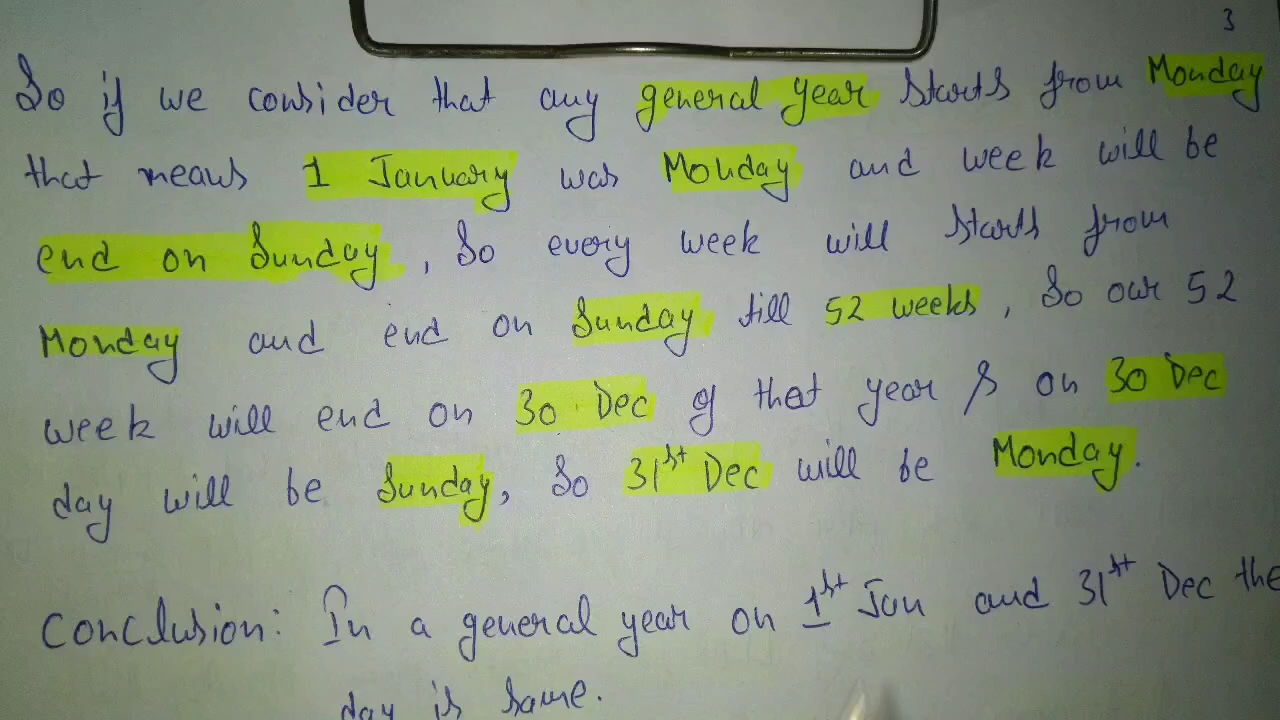 3
So if we consider that any general year starts from Monday
that means 1 January was Monday and week will be
end on Sunday, So every week will starts from
Monday and end on Sunday till 52 weeks, So our 52
week will end on 30 Dec of that year & on 30 Dec
day will be Sunday, So 31st Dec will be Monday.
Conclusion: In a general year on 1st Jan and 31st Dec the
day is same.